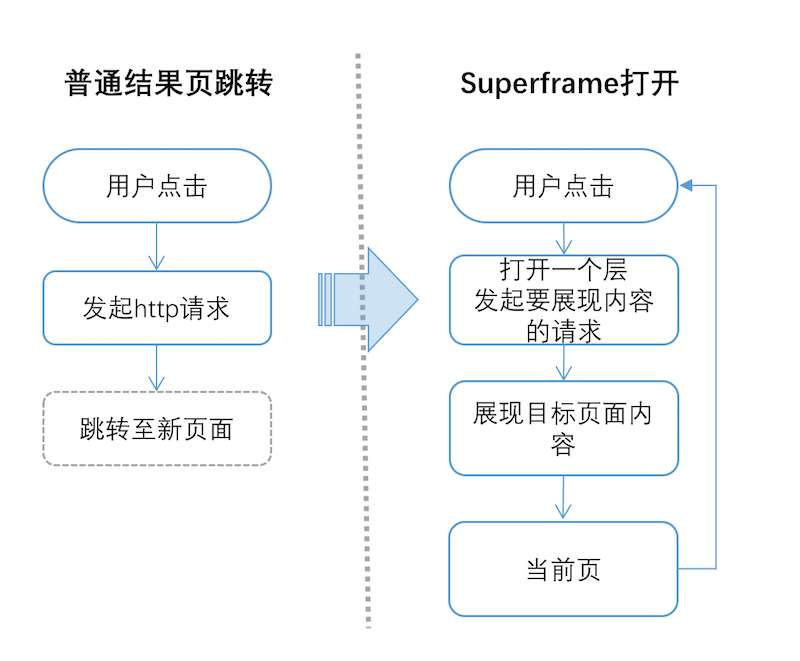 普通结果页跳转
用户点击
发起http请求
跳转至新页面
Superframe打开
用户点击
打开一个层
发起要展现内容
的请求
展现目标页面内
容
当前页